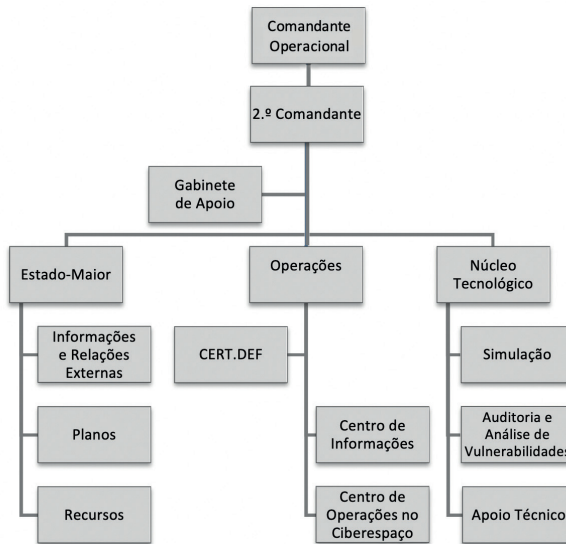 Comandante
Operacional
2.º Comandante
Gabinete
de Apoio
Estado-Maior
Operações
Núcleo
Tecnológico
Informações
e Relações
Externas
CERT.DEF
Simulação
Planos
Centro de
Informações
Auditoria e
Análise de
Vulnerabilidades
Recursos
Centro de
Operações no
Ciberespaço
Apoio Técnico